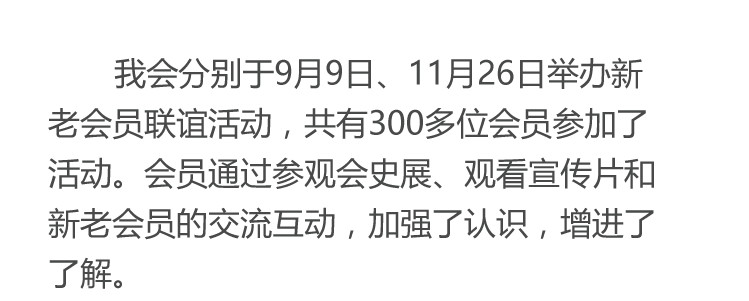 我会分别于9月9日、11月26日举办新
老会员联谊活动，共有300多位会员参加了
活动。会员通过参观会史展、观看宣传片和
新老会员的交流互动，加强了认识，增进了
了解。